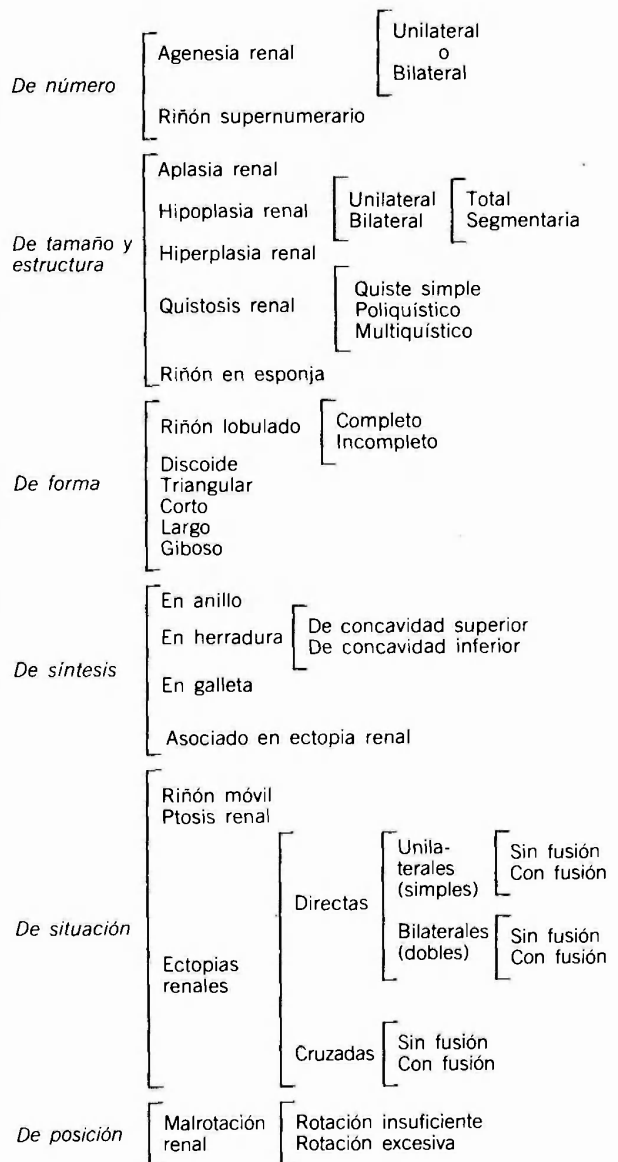 De número
Agenesia renal
Unilateral
o
Bilateral
Riñón supernumerario
De tamaño y
estructura
Aplasia renal
Hipoplasia renal
Unilateral
Bilateral
Total
Segmentaria
Hiperplasia renal
Quistosis renal
Quiste simple
Poliquístico
Multiquístico
Riñón en esponja
De forma
Riñón lobulado
Completo
Incompleto
Discoide
Triangular
Corto
Largo
Giboso
De síntesis
En anillo
En herradura
De concavidad superior
De concavidad inferior
En galleta
Asociado en ectopia renal
De situación
Riñón móvil
Ptosis renal
Ectopias
renales
Directas
Unila-
terales
(simples)
Sin fusión
Con fusión
Bilaterales
(dobles)
Sin fusión
Con fusión
Cruzadas
Sin fusión
Con fusión
De posición
Malrotación
renal
Rotación insuficiente
Rotación excesiva